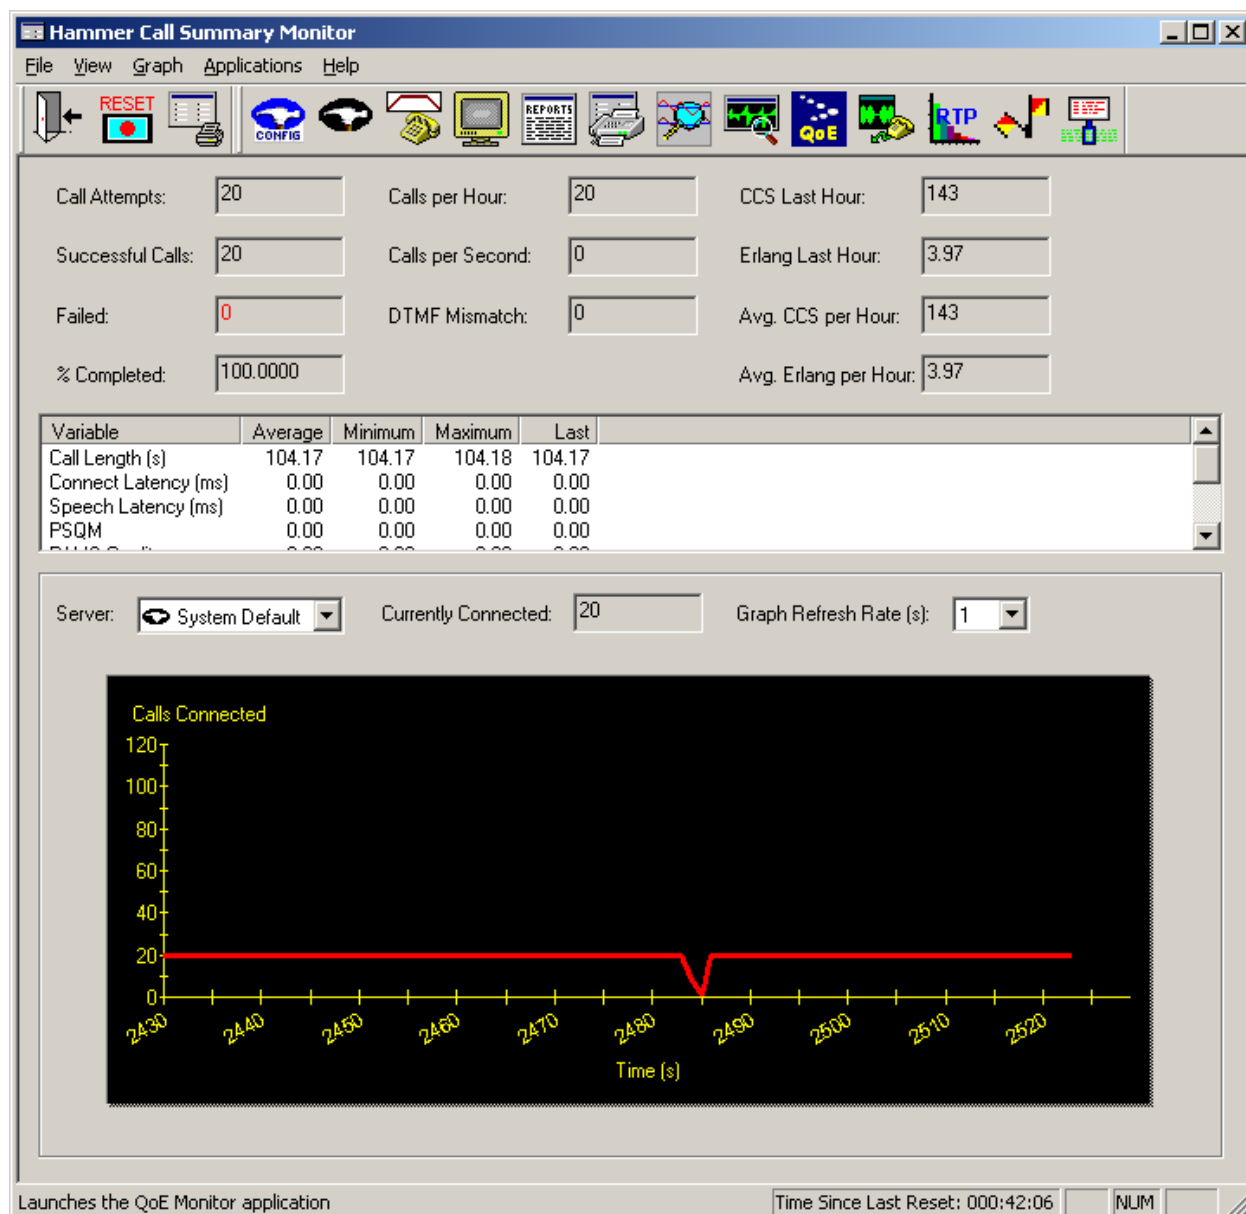 Hammer Call Summary Monitor
File View Graph Applications Help
RESET CONFIG REPORTS QoE RTP
Call Attempts: 20 Calls per Hour: 20 CCS Last Hour: 143
Successful Calls: 20 Calls per Second: 0 Erlang Last Hour: 3.97
Failed: 0 DTMF Mismatch: 0 Avg. CCS per Hour: 143
% Completed: 100.0000 Avg. Erlang per Hour: 3.97
Variable Average Minimum Maximum Last
Call Length (s) 104.17 104.17 104.18 104.17
Connect Latency (ms) 0.00 0.00 0.00 0.00
Speech Latency (ms) 0.00 0.00 0.00 0.00
PSQM 0.00 0.00 0.00 0.00
Server: System Default Currently Connected: 20 Graph Refresh Rate (s): 1
Calls Connected
120
100
80
60
40
20
0
2430 2440 2450 2460 2470 2480 2490 2500 2510 2520
Time (s)
Launches the QoE Monitor application Time Since Last Reset: 000:42:06 NUM